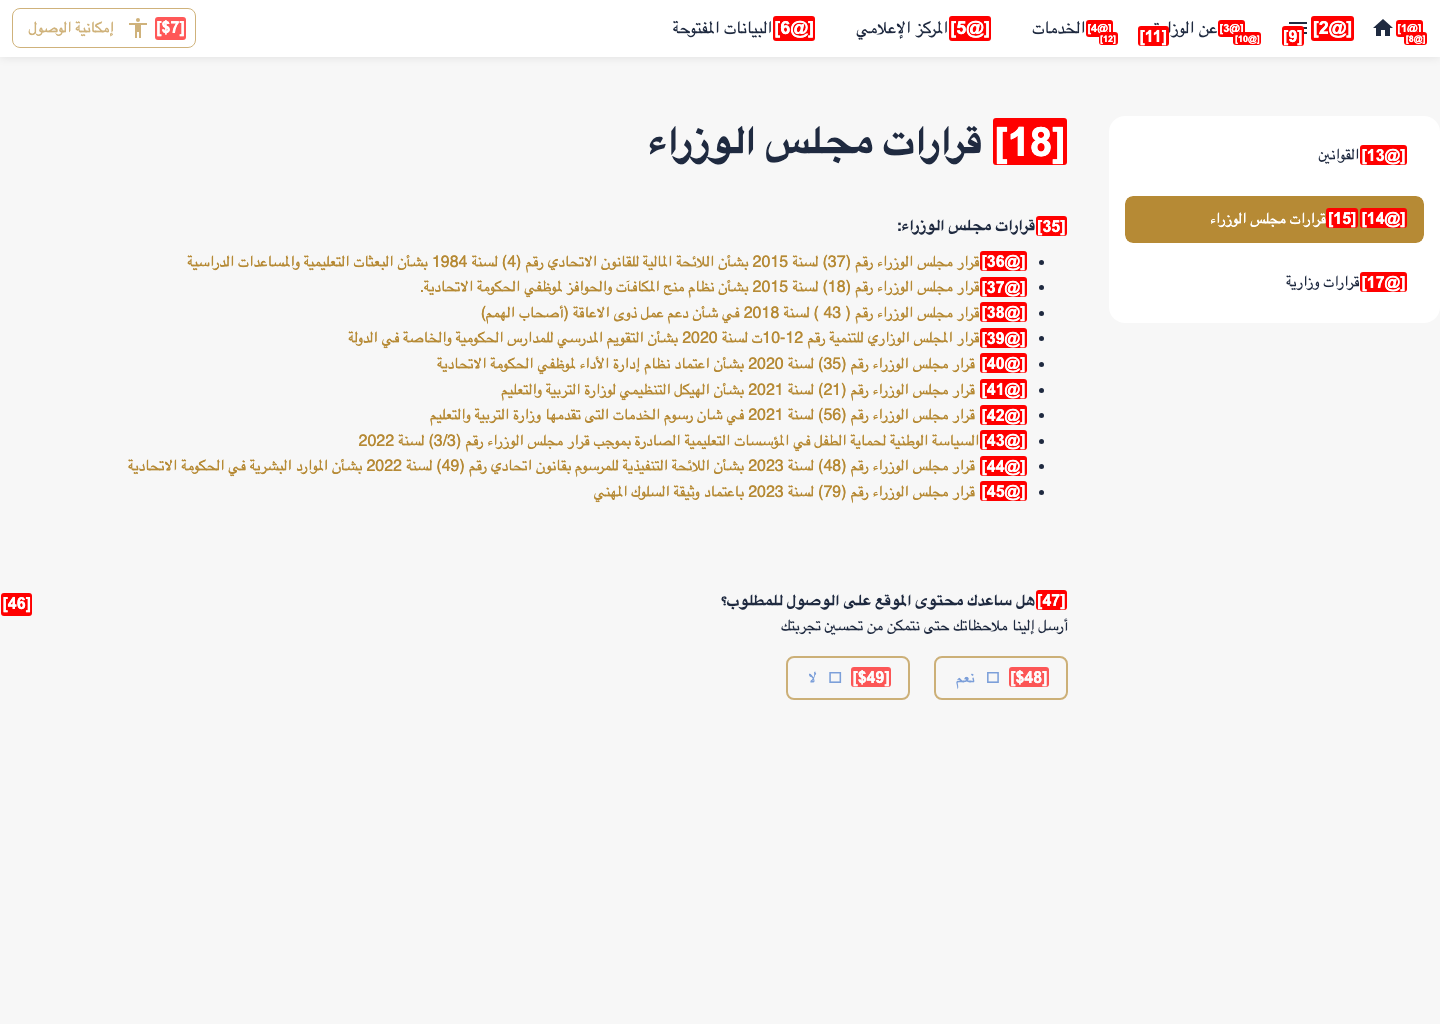 [@1]
[@8]
[@2]
[9]
[@3] عن الوزارة
[@10]
[11]
[@4] الخدمات
[12]
[@5] المركز الإعلامي
[@6] البيانات المفتوحة
[$7] إمكانية الوصول
[@13] القوانين
[@14] [15] قرارات مجلس الوزراء
[@17] قرارات وزارية
[18] قرارات مجلس الوزراء
[35] قرارات مجلس الوزراء:
[@36] قرار مجلس الوزراء رقم (37) لسنة 2015 بشأن اللائحة المالية للقانون الاتحادي رقم (4) لسنة 1984 بشأن البعثات التعليمية والمساعدات الدراسية
[@37] قرار مجلس الوزراء رقم (18) لسنة 2015 بشأن نظام منح المكافآت والحوافز لموظفي الحكومة الاتحادية.
[@38] قرار مجلس الوزراء رقم ( 43 ) لسنة 2018 في شأن دعم عمل ذوى الاعاقة (أصحاب الهمم)
[@39] قرار المجلس الوزاري للتنمية رقم 12-10ت لسنة 2020 بشأن التقويم المدرسي للمدارس الحكومية والخاصة في الدولة
[@40] قرار مجلس الوزراء رقم (35) لسنة 2020 بشأن اعتماد نظام إدارة الأداء لموظفي الحكومة الاتحادية
[@41] قرار مجلس الوزراء رقم (21) لسنة 2021 بشأن الهيكل التنظيمي لوزارة التربية والتعليم
[@42] قرار مجلس الوزراء رقم (56) لسنة 2021 في شان رسوم الخدمات التى تقدمها وزارة التربية والتعليم
[@43] السياسة الوطنية لحماية الطفل في المؤسسات التعليمية الصادرة بموجب قرار مجلس الوزراء رقم (3/3) لسنة 2022
[@44] قرار مجلس الوزراء رقم (48) لسنة 2023 بشأن اللائحة التنفيذية للمرسوم بقانون اتحادي رقم (49) لسنة 2022 بشأن الموارد البشرية في الحكومة الاتحادية
[@45] قرار مجلس الوزراء رقم (79) لسنة 2023 باعتماد وثيقة السلوك المهني
[46]
[47] هل ساعدك محتوى الموقع على الوصول للمطلوب؟
أرسل إلينا ملاحظاتك حتى نتمكن من تحسين تجربتك
[$48] نعم
[$49] لا